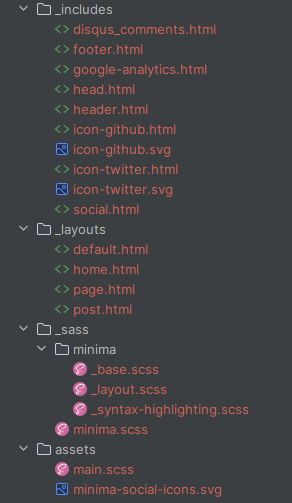 _includes
disqus_comments.html
footer.html
google-analytics.html
head.html
header.html
icon-github.html
icon-github.svg
icon-twitter.html
icon-twitter.svg
social.html
_layouts
default.html
home.html
page.html
post.html
_sass
minima
_base.scss
_layout.scss
_syntax-highlighting.scss
minima.scss
assets
main.scss
minima-social-icons.svg